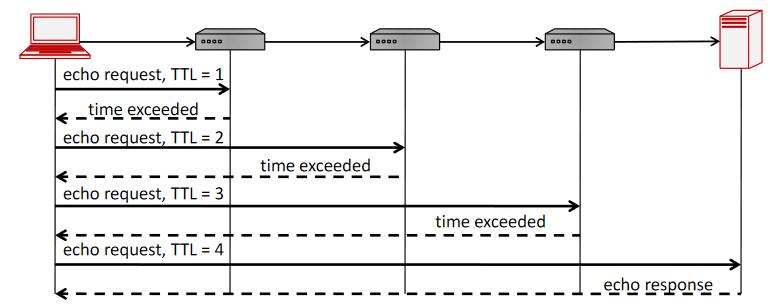 echo request, TTL = 1
time exceeded
echo request, TTL = 2
time exceeded
echo request, TTL = 3
time exceeded
echo request, TTL = 4
echo response